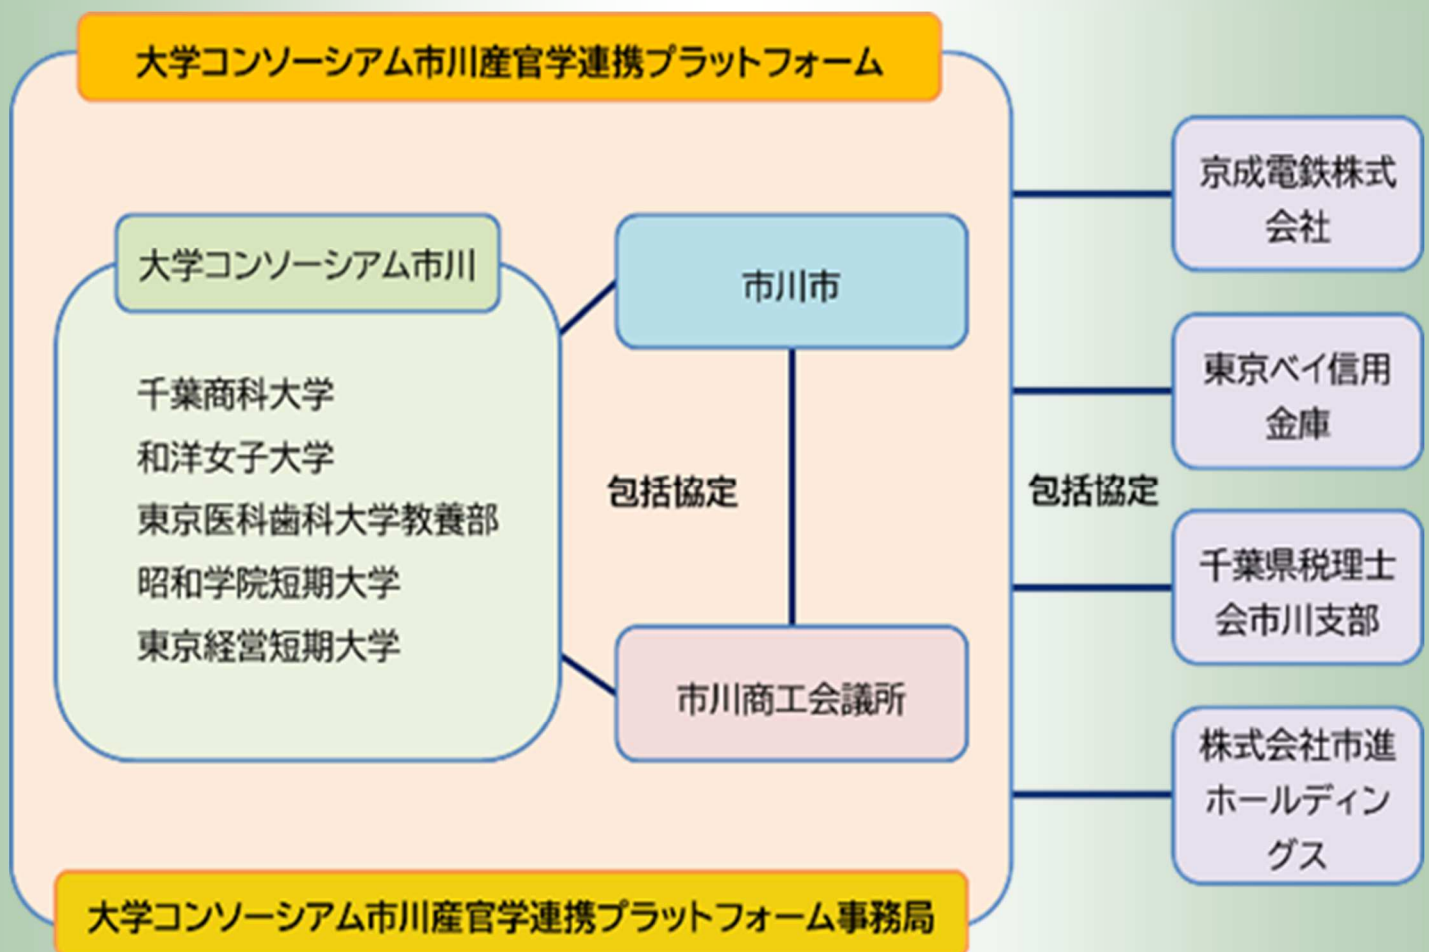 大学コンソーシアム市川産官学連携プラットフォーム
大学コンソーシアム市川
千葉商科大学
和洋女子大学
東京医科歯科大学教養部
昭和学院短期大学
東京経営短期大学
市川市
包括協定
市川商工会議所
包括協定
京成電鉄株式
会社
東京ベイ信用
金庫
千葉県税理士
会市川支部
株式会社市進
ホールディン
グス
大学コンソーシアム市川産官学連携プラットフォーム事務局